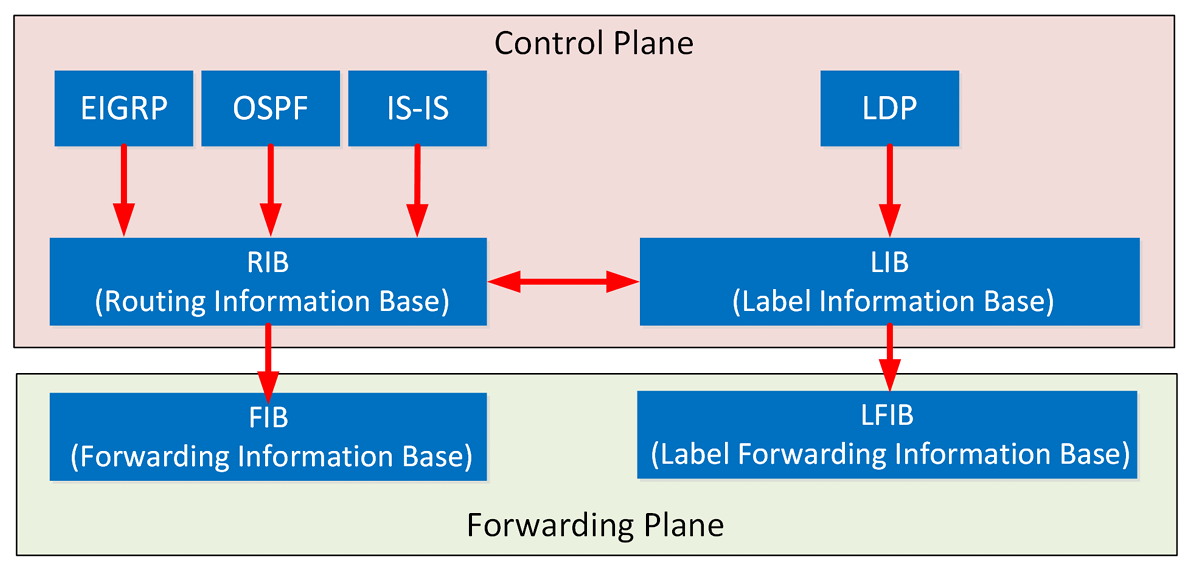 Control Plane
EIGRP
OSPF
IS-IS
LDP
RIB
(Routing Information Base)
LIB
(Label Information Base)
FIB
(Forwarding Information Base)
LFIB
(Label Forwarding Information Base)
Forwarding Plane